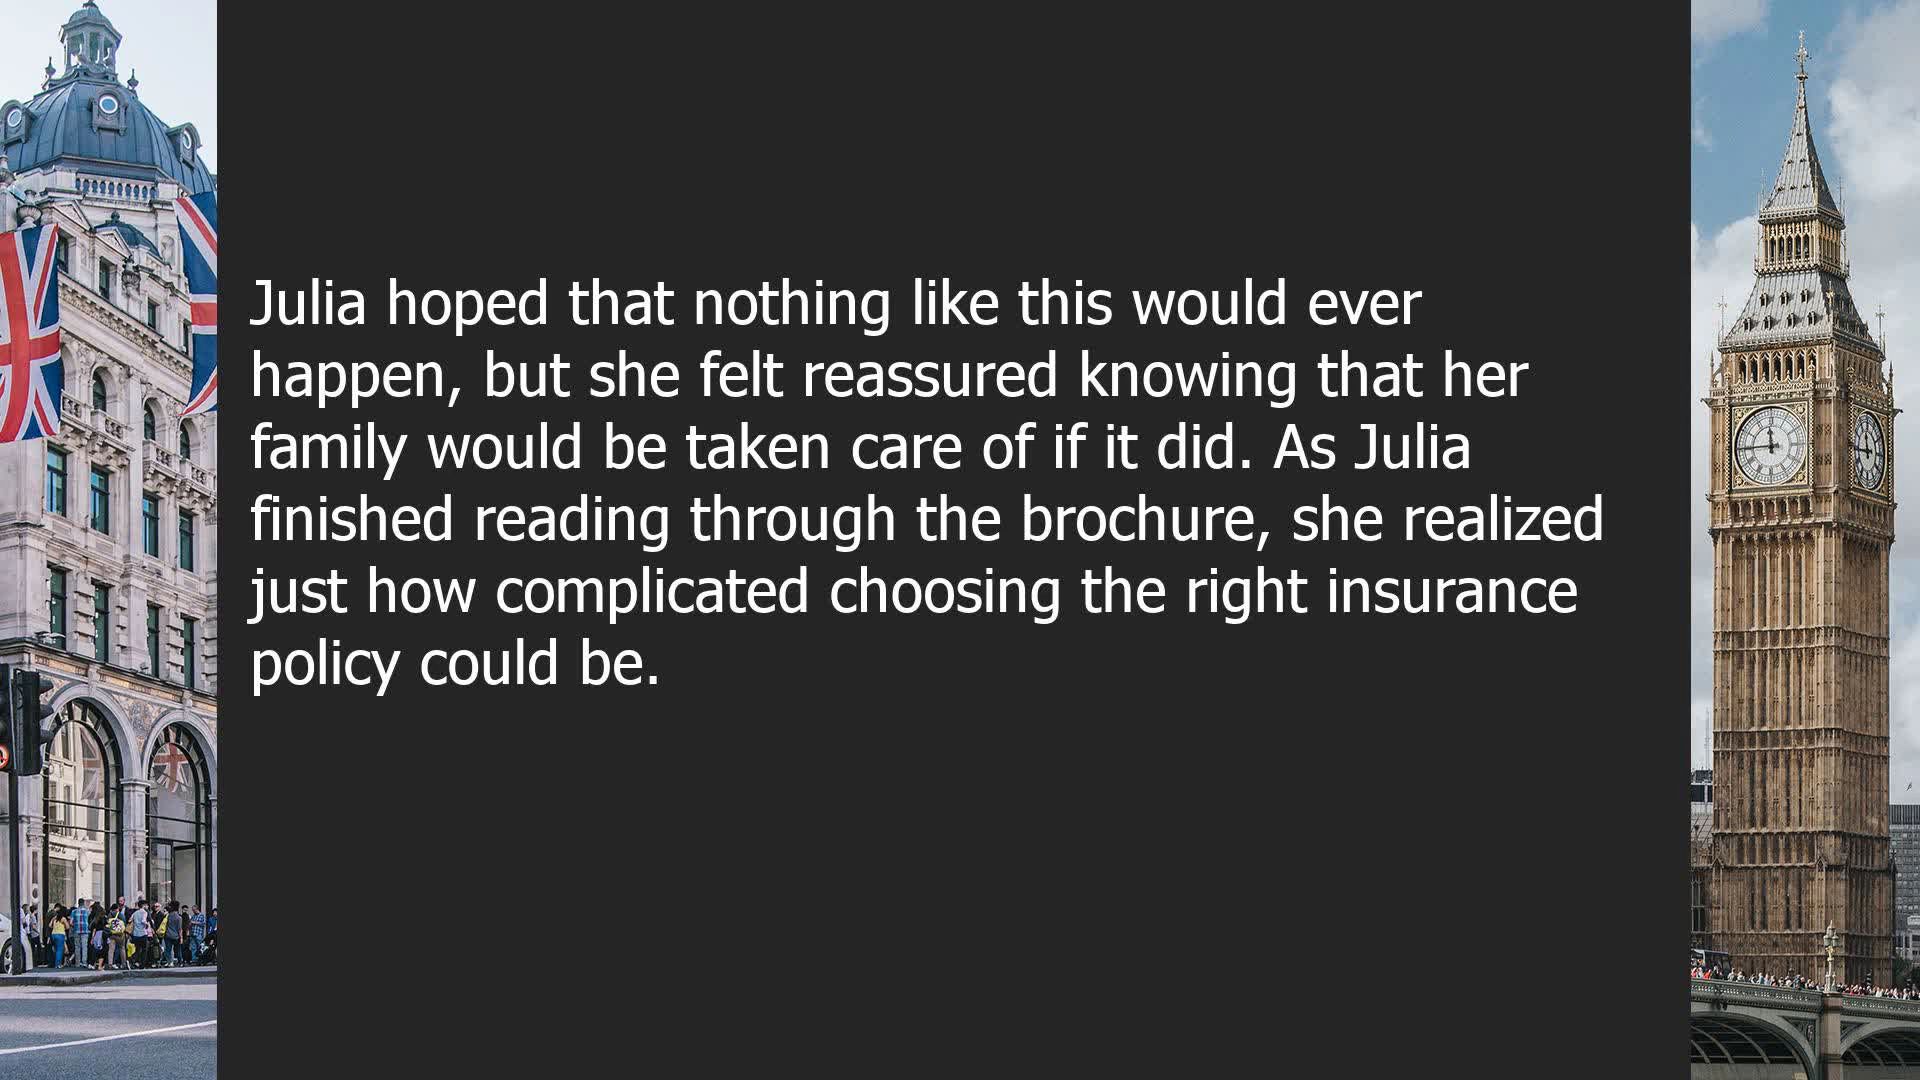 Julia hoped that nothing like this would ever
happen, but she felt reassured knowing that her
family would be taken care of if it did. As Julia
finished reading through the brochure, she realized
just how complicated choosing the right insurance
policy could be.